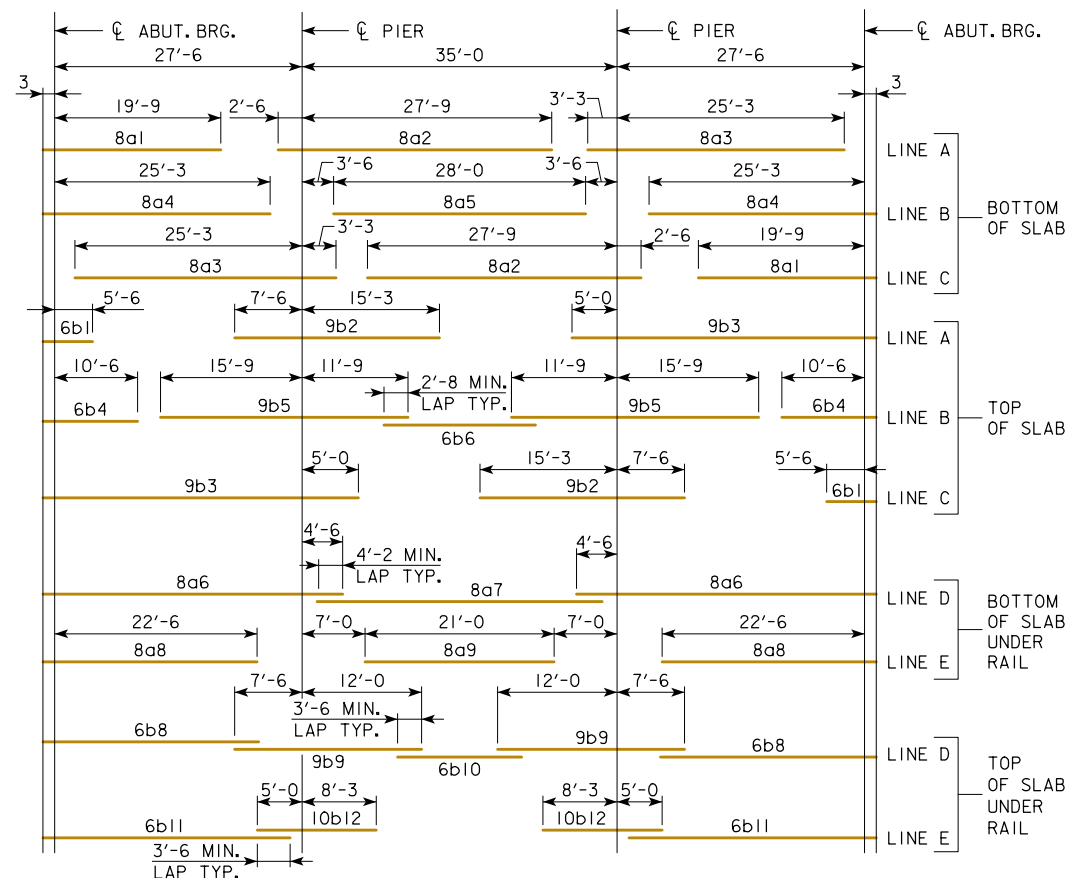 ℄ ABUT. BRG.
℄ PIER
℄ PIER
℄ ABUT. BRG.
27'-6
35'-0
27'-6
3
3
19'-9
2'-6
27'-9
3'-3
25'-3
8a1
8a2
8a3
LINE A
25'-3
3'-6
28'-0
3'-6
25'-3
8a4
8a5
8a4
LINE B
BOTTOM
OF SLAB
25'-3
3'-3
27'-9
2'-6
19'-9
8a3
8a2
8a1
LINE C
5'-6
7'-6
15'-3
5'-0
6b1
9b2
9b3
LINE A
10'-6
15'-9
11'-9
2'-8 MIN.
LAP TYP.
11'-9
15'-9
10'-6
6b4
9b5
6b6
9b5
6b4
LINE B
TOP
OF SLAB
5'-0
15'-3
7'-6
5'-6
9b3
9b2
6b1
LINE C
4'-6
4'-2 MIN.
LAP TYP.
4'-6
8a6
8a7
8a6
LINE D
BOTTOM
OF SLAB
UNDER
RAIL
22'-6
7'-0
21'-0
7'-0
22'-6
8a8
8a9
8a8
LINE E
7'-6
12'-0
12'-0
7'-6
3'-6 MIN.
LAP TYP.
6b8
9b9
6b10
9b9
6b8
LINE D
TOP
OF SLAB
UNDER
RAIL
5'-0
8'-3
8'-3
5'-0
6b11
10b12
10b12
6b11
LINE E
3'-6 MIN.
LAP TYP.